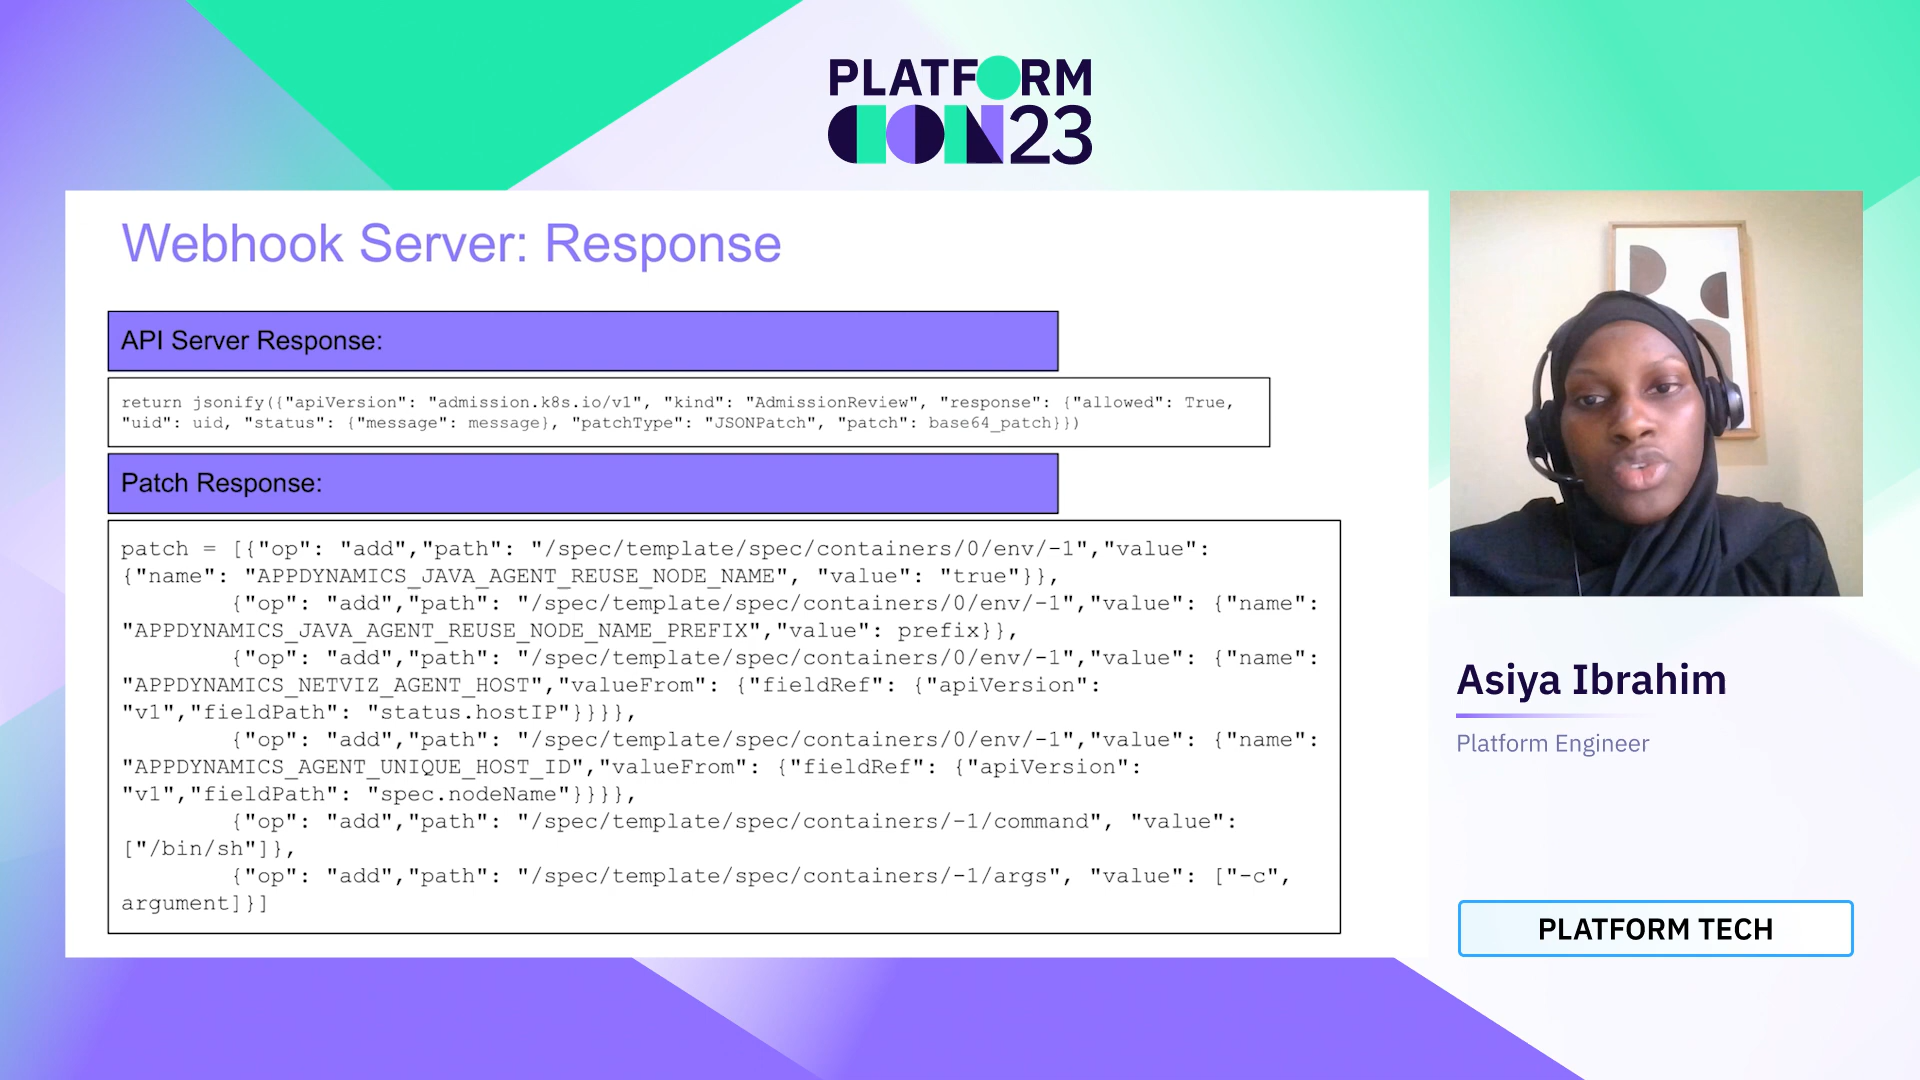 PLATFORM
CON23
Webhook Server: Response
API Server Response:
return jsonify({"apiVersion": "admission.k8s.io/v1", "kind": "AdmissionReview", "response": {"allowed": True,
"uid": uid, "status": {"message": message}, "patchType": "JSONPatch", "patch": base64_patch}})
Patch Response:
patch = [{"op": "add","path": "/spec/template/spec/containers/0/env/-1","value":
{"name": "APPDYNAMICS_JAVA_AGENT_REUSE_NODE_NAME", "value": "true"}},
{"op": "add","path": "/spec/template/spec/containers/0/env/-1","value": {"name":
"APPDYNAMICS_JAVA_AGENT_REUSE_NODE_NAME_PREFIX","value": prefix}},
{"op": "add","path": "/spec/template/spec/containers/0/env/-1","value": {"name":
"APPDYNAMICS_NETVIZ_AGENT_HOST","valueFrom": {"fieldRef": {"apiVersion":
"v1","fieldPath": "status.hostIP"}}}},
{"op": "add","path": "/spec/template/spec/containers/0/env/-1","value": {"name":
"APPDYNAMICS_AGENT_UNIQUE_HOST_ID","valueFrom": {"fieldRef": {"apiVersion":
"v1","fieldPath": "spec.nodeName"}}}},
{"op": "add","path": "/spec/template/spec/containers/-1/command", "value":
["/bin/sh"]},
{"op": "add","path": "/spec/template/spec/containers/-1/args", "value": ["-c",
argument]}]
Asiya Ibrahim
Platform Engineer
PLATFORM TECH